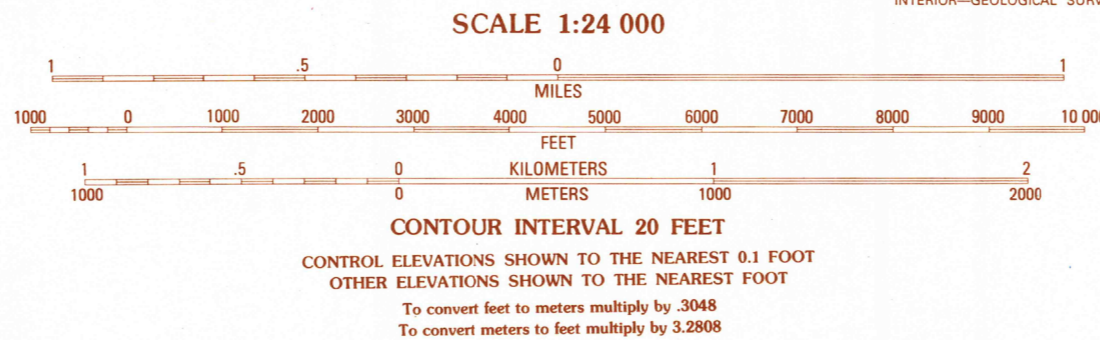 INTERIOR—GEOLOGICAL
SCALE 1:24 000
1 .5 0 1
MILES
1000 0 1000 2000 3000 4000 5000 6000 7000 8000 9000 10 000
FEET
1 .5 0 KILOMETERS 1 2
1000 0 METERS 1000 2000
CONTOUR INTERVAL 20 FEET
CONTROL ELEVATIONS SHOWN TO THE NEAREST 0.1 FOOT
OTHER ELEVATIONS SHOWN TO THE NEAREST FOOT
To convert feet to meters multiply by .3048
To convert meters to feet multiply by 3.2808